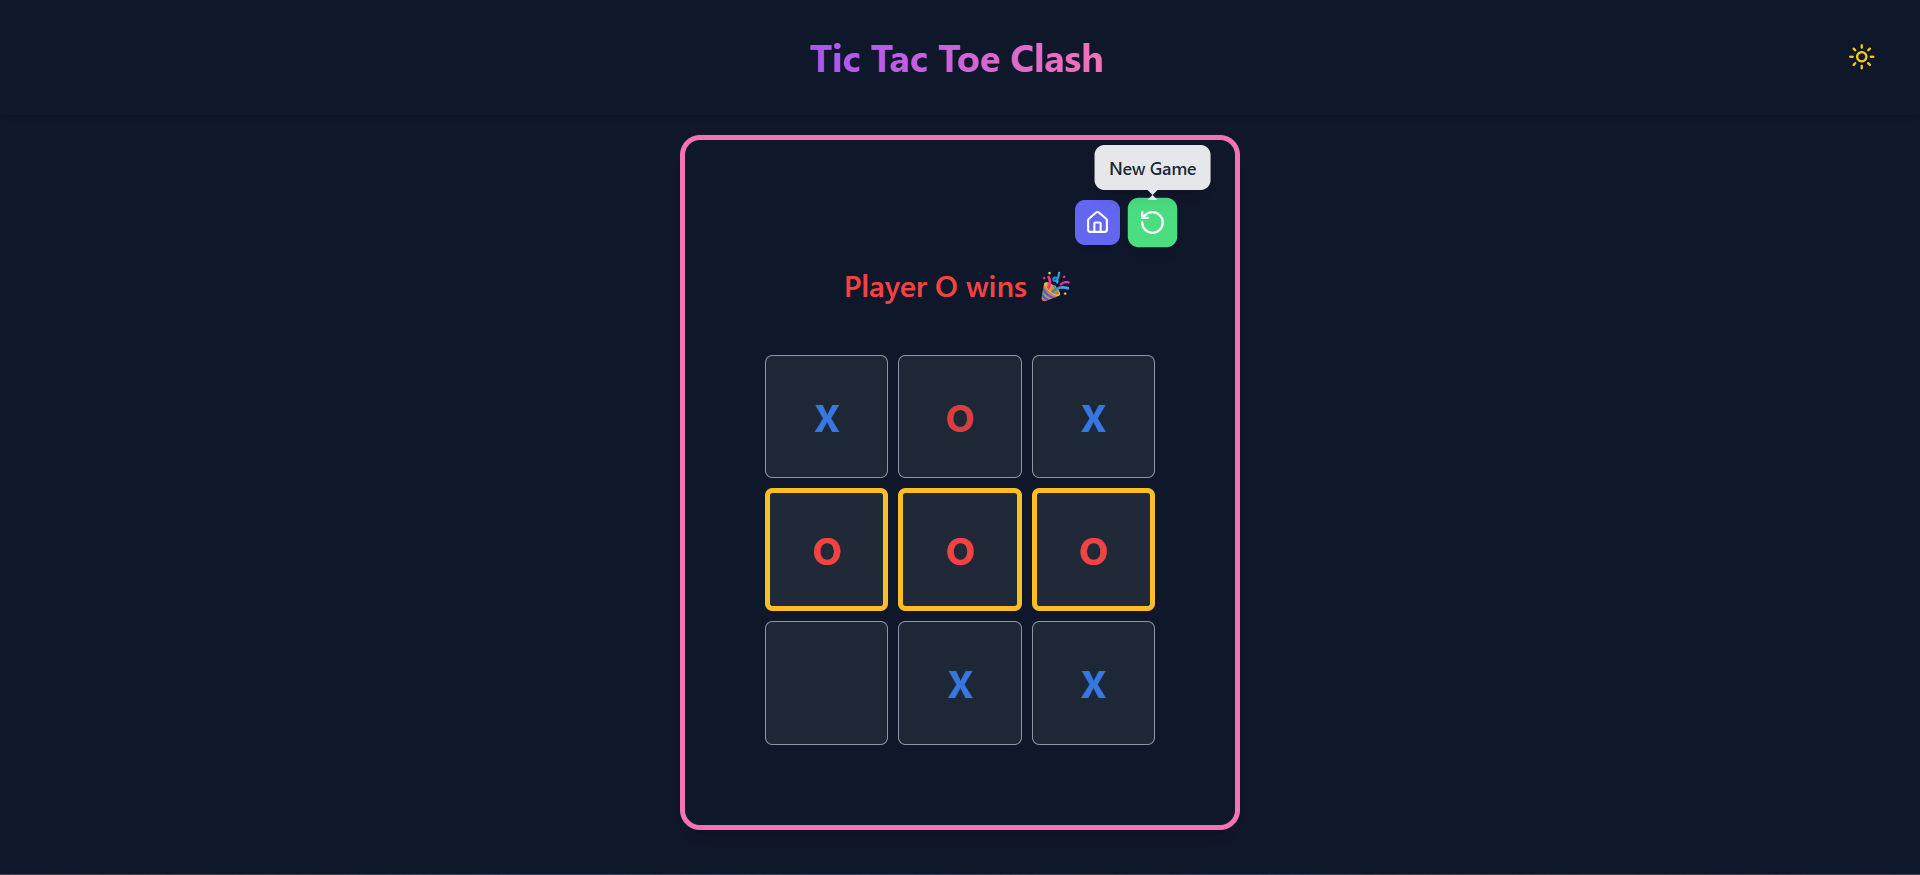 Tic Tac Toe Clash
New Game
Player O wins 🎉
X O X
O O O
X X